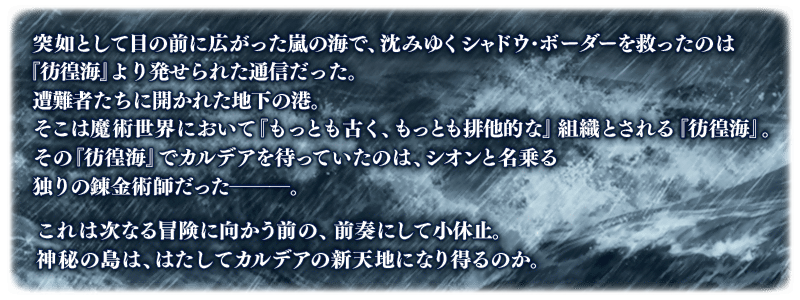 突如として目の前に広がった嵐の海で、沈みゆくシャドウ・ボーダーを救ったのは
『彷徨海』より発せられた通信だった。
遭難者たちに開かれた地下の港。
そこは魔術世界において『もっとも古く、もっとも排他的な』組織とされる『彷徨海』。
その『彷徨海』でカルデアを待っていたのは、シオンと名乗る
独りの錬金術師だった───。
これは次なる冒険に向かう前の、前奏にして小休止。
神秘の島は、はたしてカルデアの新天地になり得るのか。